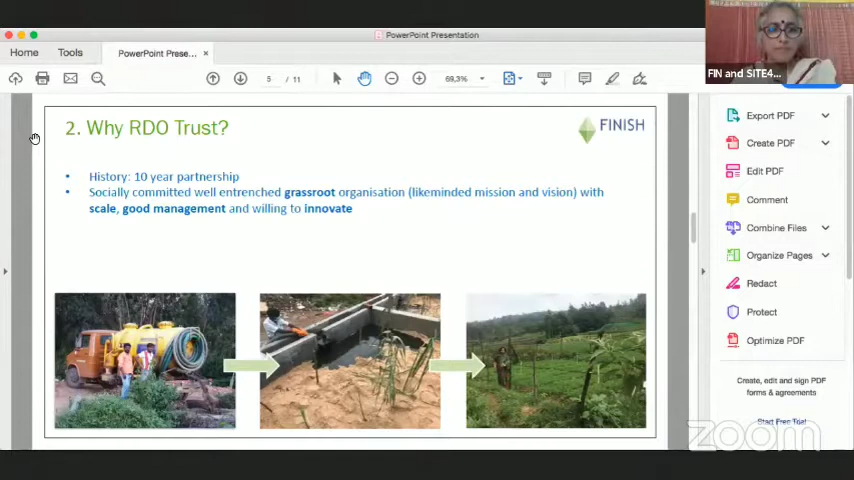 PowerPoint Presentation
Home
Tools
PowerPoint Prese...
×
5 / 11
69,3%
FIN and SITE4...
2. Why RDO Trust?
FINISH
• History: 10 year partnership
• Socially committed well entrenched grassroot organisation (likeminded mission and vision) with
scale, good management and willing to innovate
Export PDF
Create PDF
Edit PDF
Comment
Combine Files
Organize Pages
Redact
Protect
Optimize PDF
Create, edit and sign PDF
forms & agreements
Start Free Trial
zoom